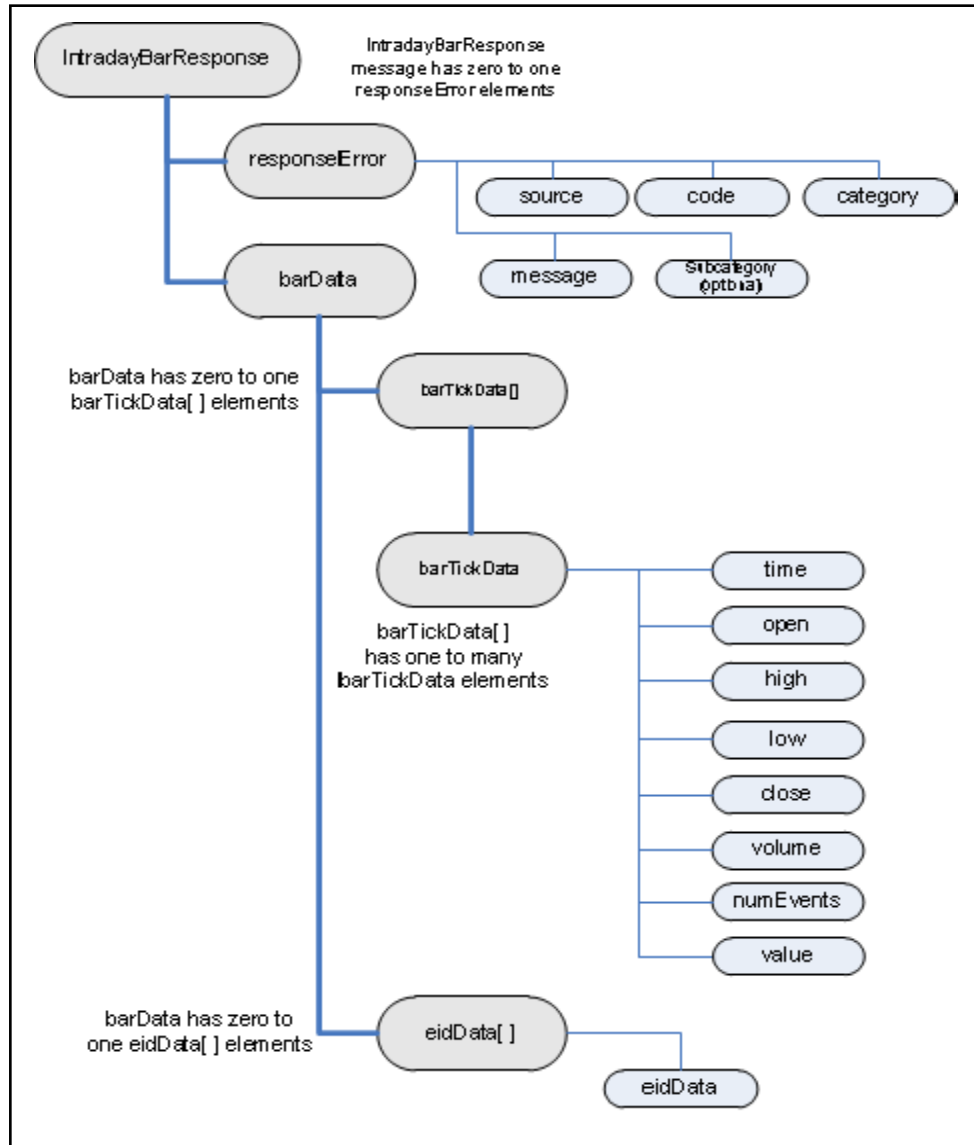 IntradayBarResponse
IntradayBarResponse
message has zero to one
responseError elements
responseError
source
code
category
message
Subcategory
(optional)
barData
barData has zero to one
barTickData[ ] elements
barTickData[]
barTickData
barTickData[ ]
has one to many
barTickData elements
time
open
high
low
close
volume
numEvents
value
barData has zero to
one eidData[ ] elements
eidData[ ]
eidData